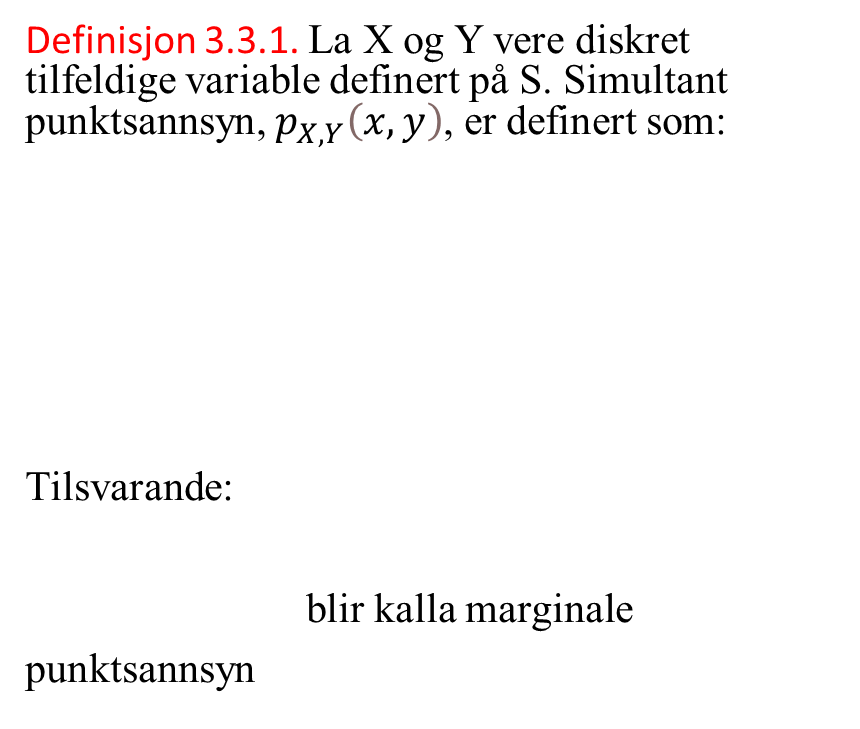 Definisjon 3.3.1. La X og Y vere diskret
tilfeldige variable definert på S. Simultant
punktsannsyn, p_{X,Y}(x, y), er definert som:
Tilsvarande:
blir kalla marginale
punktsannsyn